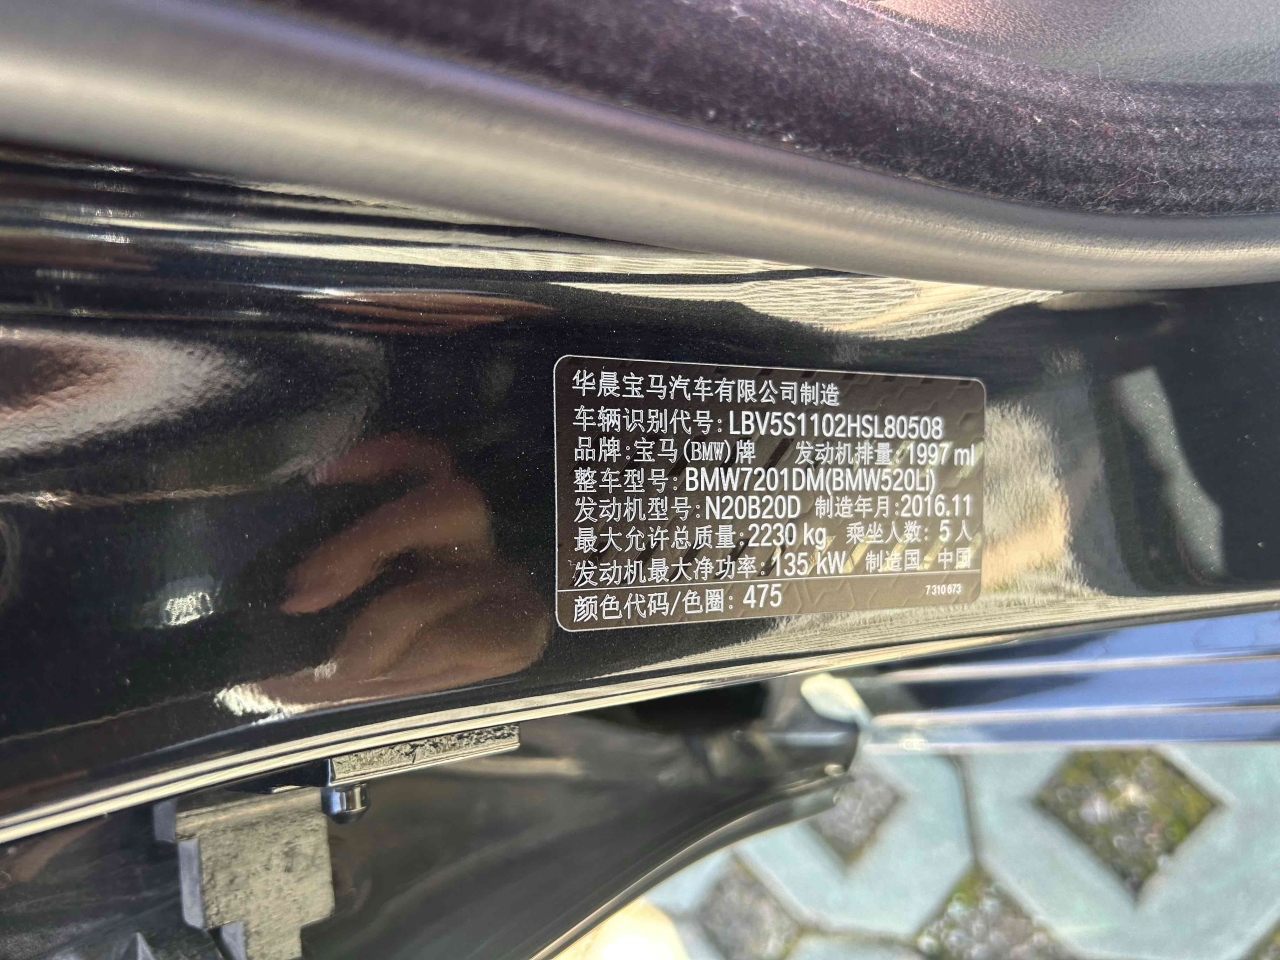 华晨宝马汽车有限公司制造
车辆识别代号:LBV5S1102HSL80508
品牌:宝马(BMW)牌 发动机排量:1997 ml
整车型号:BMW7201DM(BMW520Li)
发动机型号:N20B20D 制造年月:2016.11
最大允许总质量:2230 kg 乘坐人数:5人
发动机最大净功率:135 kW 制造国:中国
颜色代码/色圈:475 7310673